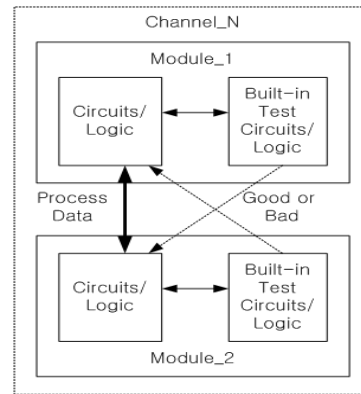 Channel_N
Module_1
Circuits/
Logic
Built-in
Test
Circuits/
Logic
Process
Data
Good or
Bad
Circuits/
Logic
Built-in
Test
Circuits/
Logic
Module_2